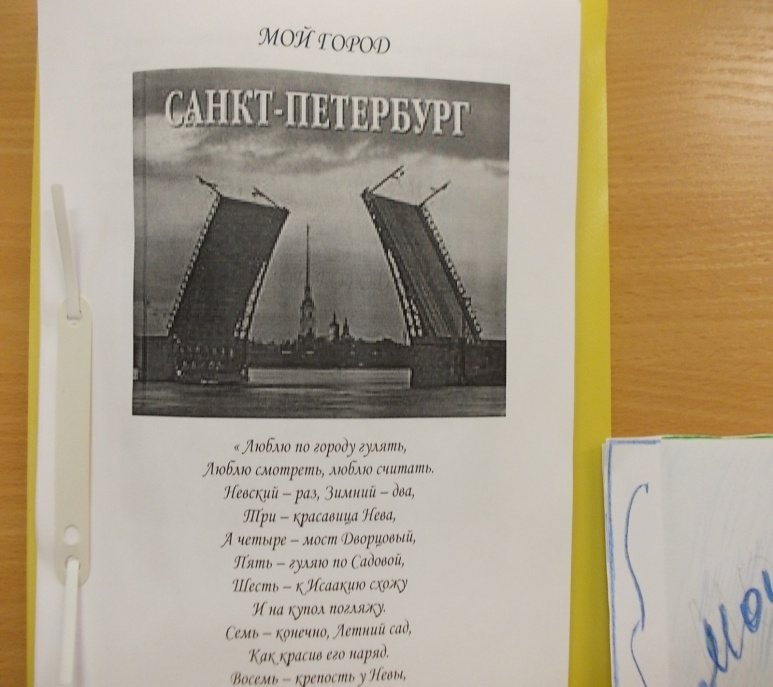 МОЙ ГОРОД
САНКТ-ПЕТЕРБУРГ
« Люблю по городу гулять,
Люблю смотреть, люблю считать.
Невский – раз, Зимний – два,
Три – красавица Нева,
А четыре – мост Дворцовый,
Пять – гуляю по Садовой,
Шесть – к Исаакию схожу
И на купол погляжу.
Семь – конечно, Летний сад,
Как красив его наряд.
Восемь – крепость у Невы,